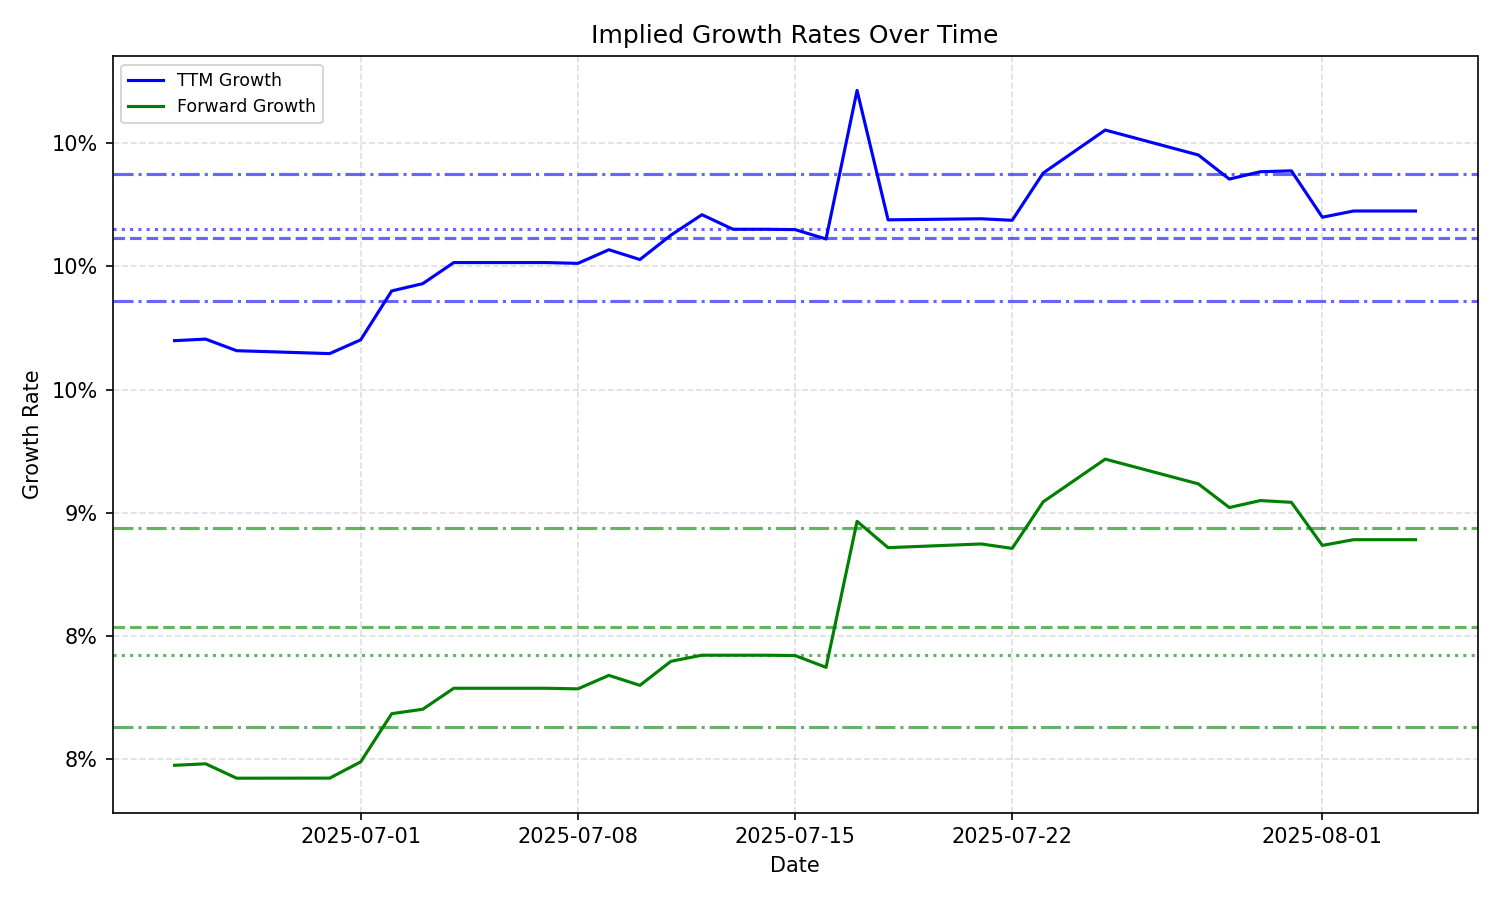 Implied Growth Rates Over Time
TTM Growth
Forward Growth
10%
10%
10%
9%
8%
8%
Growth Rate
2025-07-01
2025-07-08
2025-07-15
2025-07-22
2025-08-01
Date